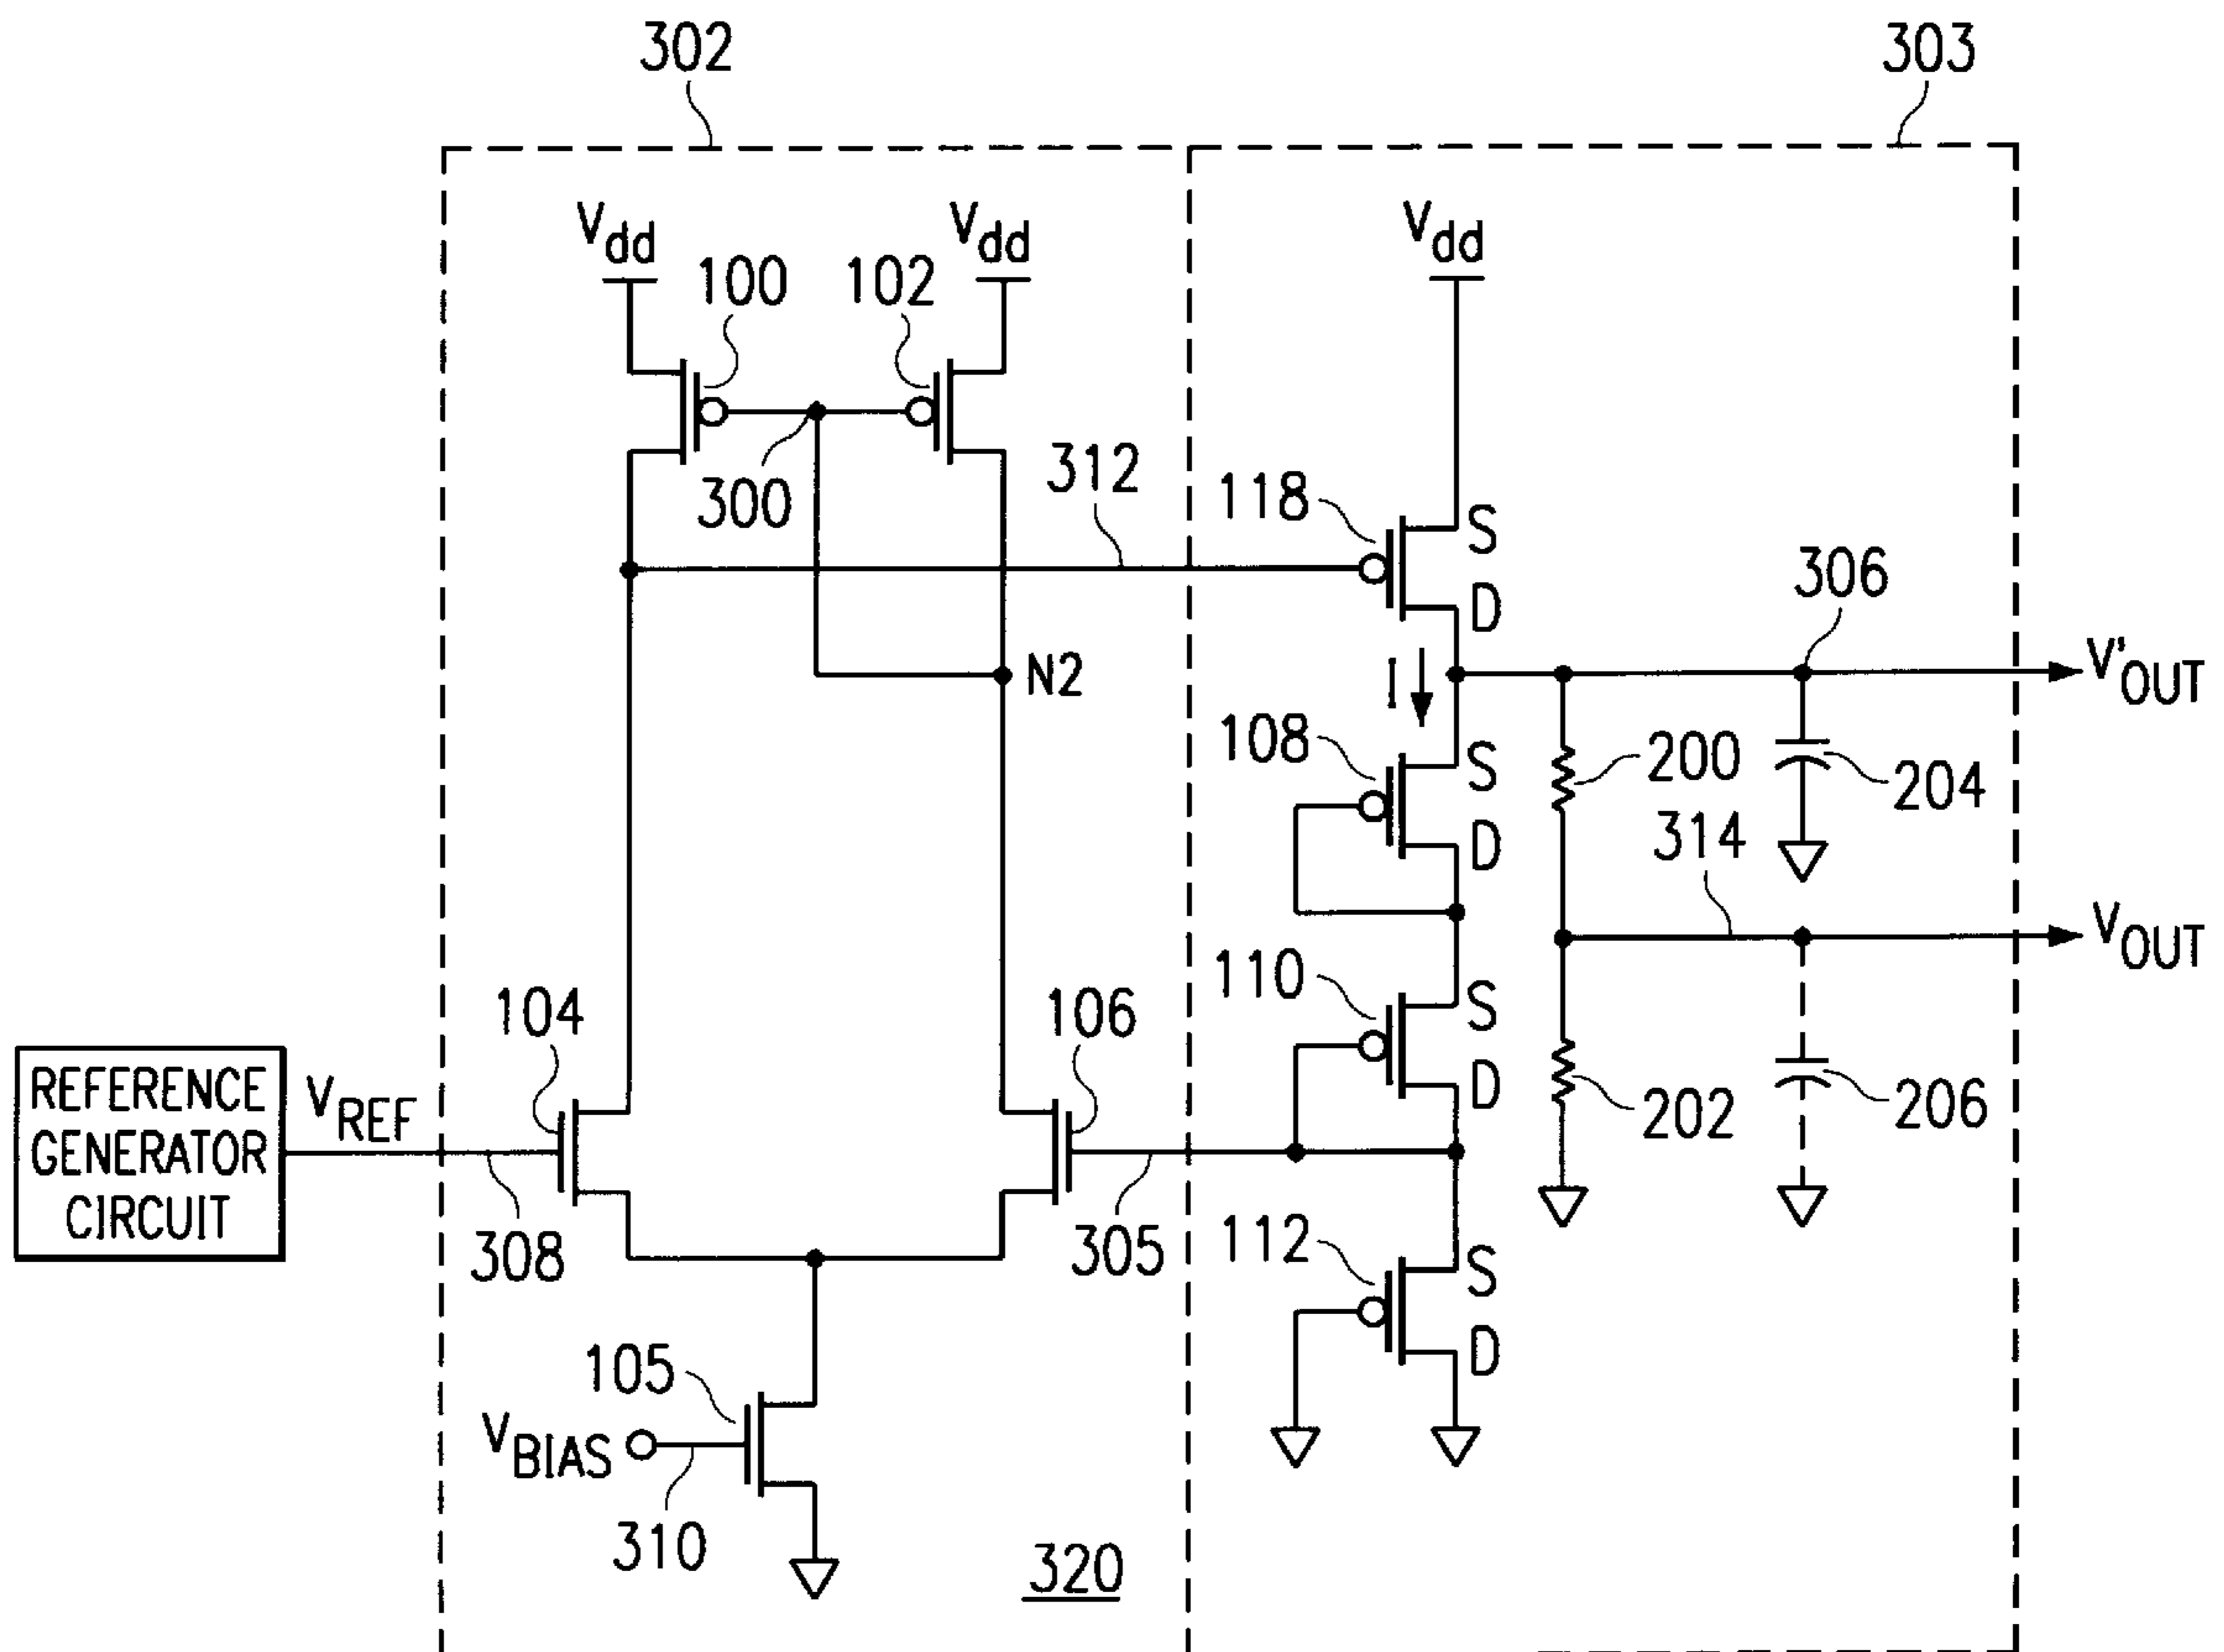 302
303
Vdd
Vdd
Vdd
100
102
300
312
118
S
D
306
V'OUT
N2
I
108
S
D
200
204
314
VOUT
110
S
D
104
106
REFERENCE
GENERATOR
CIRCUIT
VREF
308
305
202
206
112
S
D
105
VBIAS
310
320